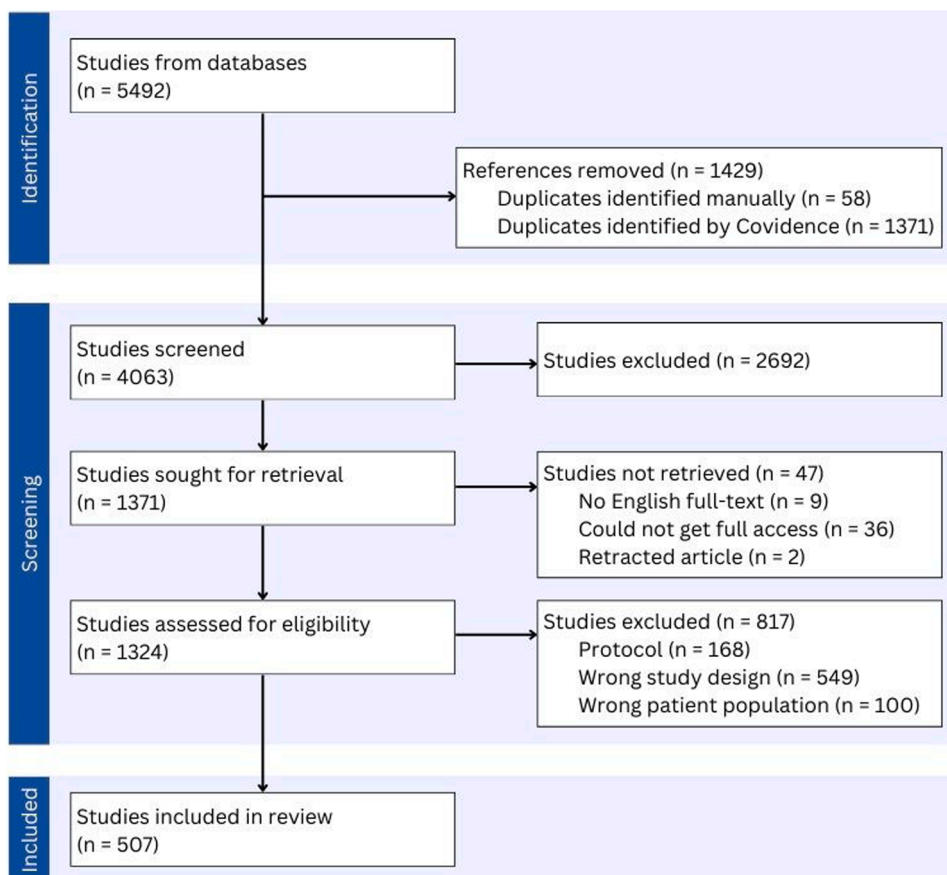 Identification
Studies from databases
(n = 5492)
References removed (n = 1429)
Duplicates identified manually (n = 58)
Duplicates identified by Covidence (n = 1371)
Screening
Studies screened
(n = 4063)
Studies excluded (n = 2692)
Studies sought for retrieval
(n = 1371)
Studies not retrieved (n = 47)
No English full-text (n = 9)
Could not get full access (n = 36)
Retracted article (n = 2)
Studies assessed for eligibility
(n = 1324)
Studies excluded (n = 817)
Protocol (n = 168)
Wrong study design (n = 549)
Wrong patient population (n = 100)
Included
Studies included in review
(n = 507)